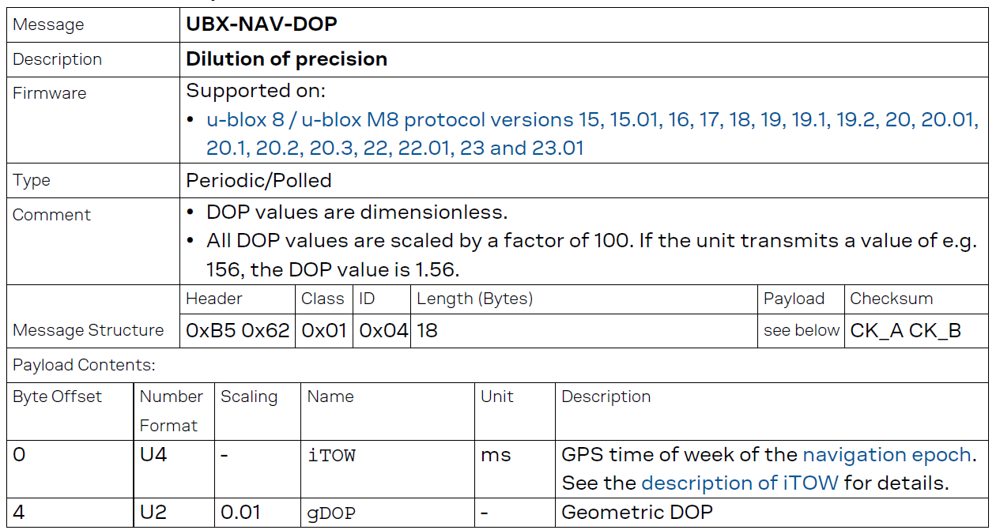 Message UBX-NAV-DOP
Description Dilution of precision
Firmware Supported on:
• u-blox 8 / u-blox M8 protocol versions 15, 15.01, 16, 17, 18, 19, 19.1, 19.2, 20, 20.01,
20.1, 20.2, 20.3, 22, 22.01, 23 and 23.01
Type Periodic/Polled
Comment • DOP values are dimensionless.
• All DOP values are scaled by a factor of 100. If the unit transmits a value of e.g.
156, the DOP value is 1.56.
Header Class ID Length (Bytes) Payload Checksum
Message Structure 0xB5 0x62 0x01 0x04 18 see below CK_A CK_B
Payload Contents:
Byte Offset Number Scaling Name Unit Description
Format
0 U4 - iTOW ms GPS time of week of the navigation epoch.
See the description of iTOW for details.
4 U2 0.01 gDOP - Geometric DOP